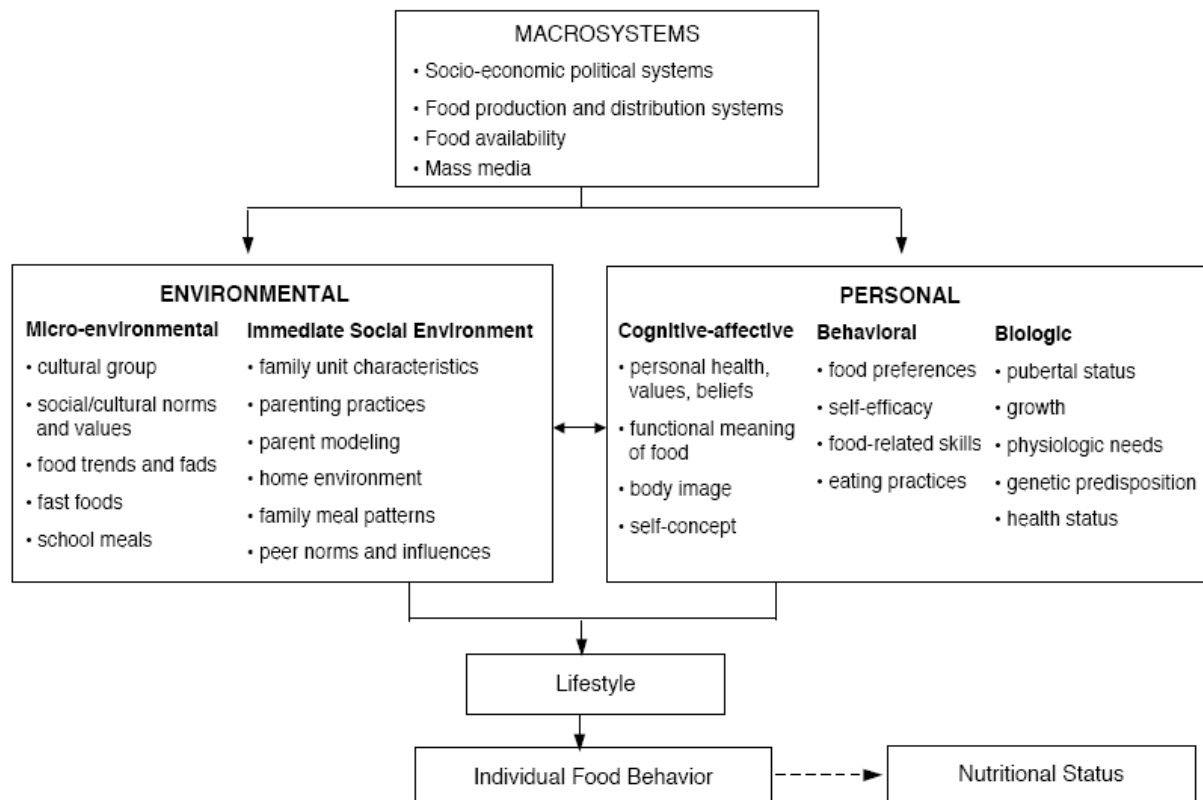 MACROSYSTEMS
• Socio-economic political systems
• Food production and distribution systems
• Food availability
• Mass media
ENVIRONMENTAL
Micro-environmental
• cultural group
• social/cultural norms
and values
• food trends and fads
• fast foods
• school meals
Immediate Social Environment
• family unit characteristics
• parenting practices
• parent modeling
• home environment
• family meal patterns
• peer norms and influences
PERSONAL
Cognitive-affective
• personal health,
values, beliefs
• functional meaning
of food
• body image
• self-concept
Behavioral
• food preferences
• self-efficacy
• food-related skills
• eating practices
Biologic
• pubertal status
• growth
• physiologic needs
• genetic predisposition
• health status
Lifestyle
Individual Food Behavior
Nutritional Status